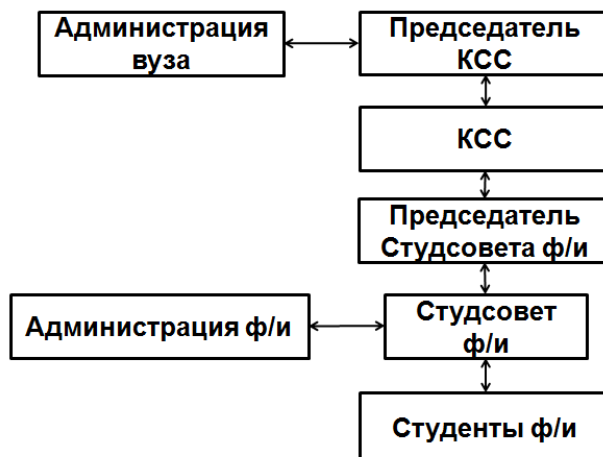 Администрация
вуза
Председатель
КСС
КСС
Председатель
Студсовета ф/и
Администрация ф/и
Студсовет
ф/и
Студенты ф/и